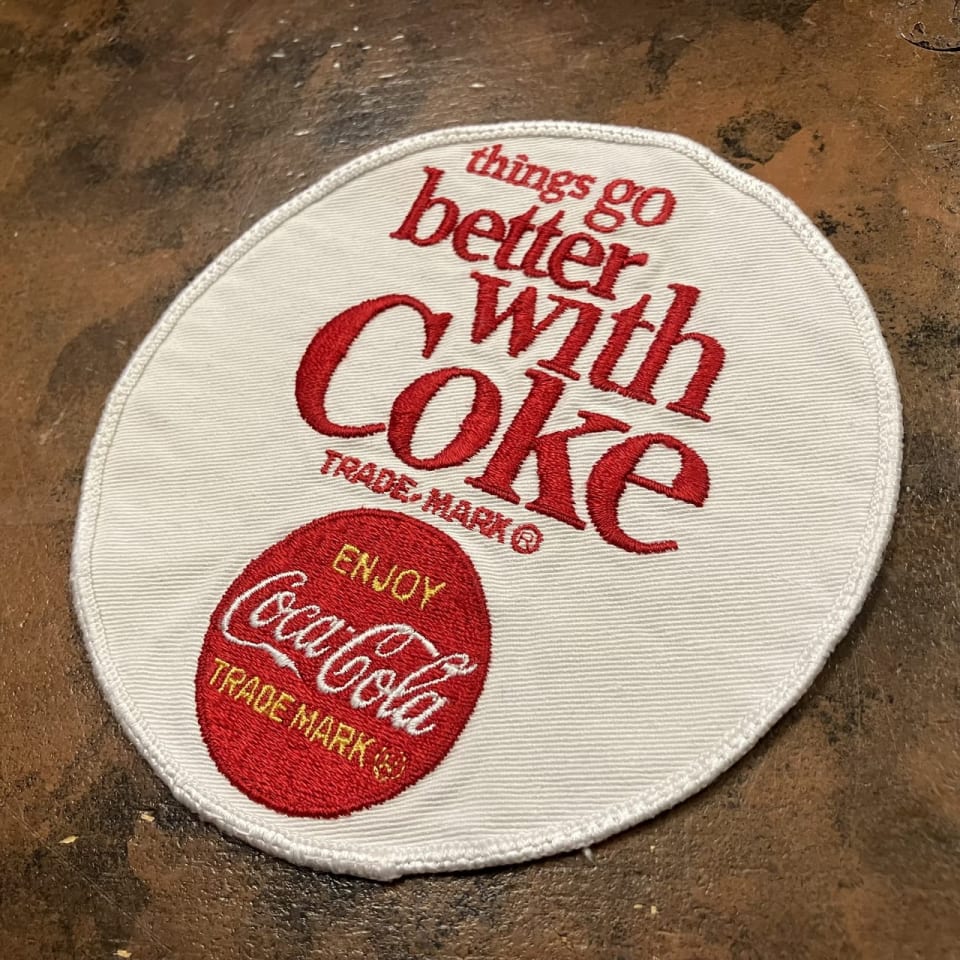 things go
better
with
Coke
TRADE-MARK®
ENJOY
Coca-Cola
TRADE MARK®